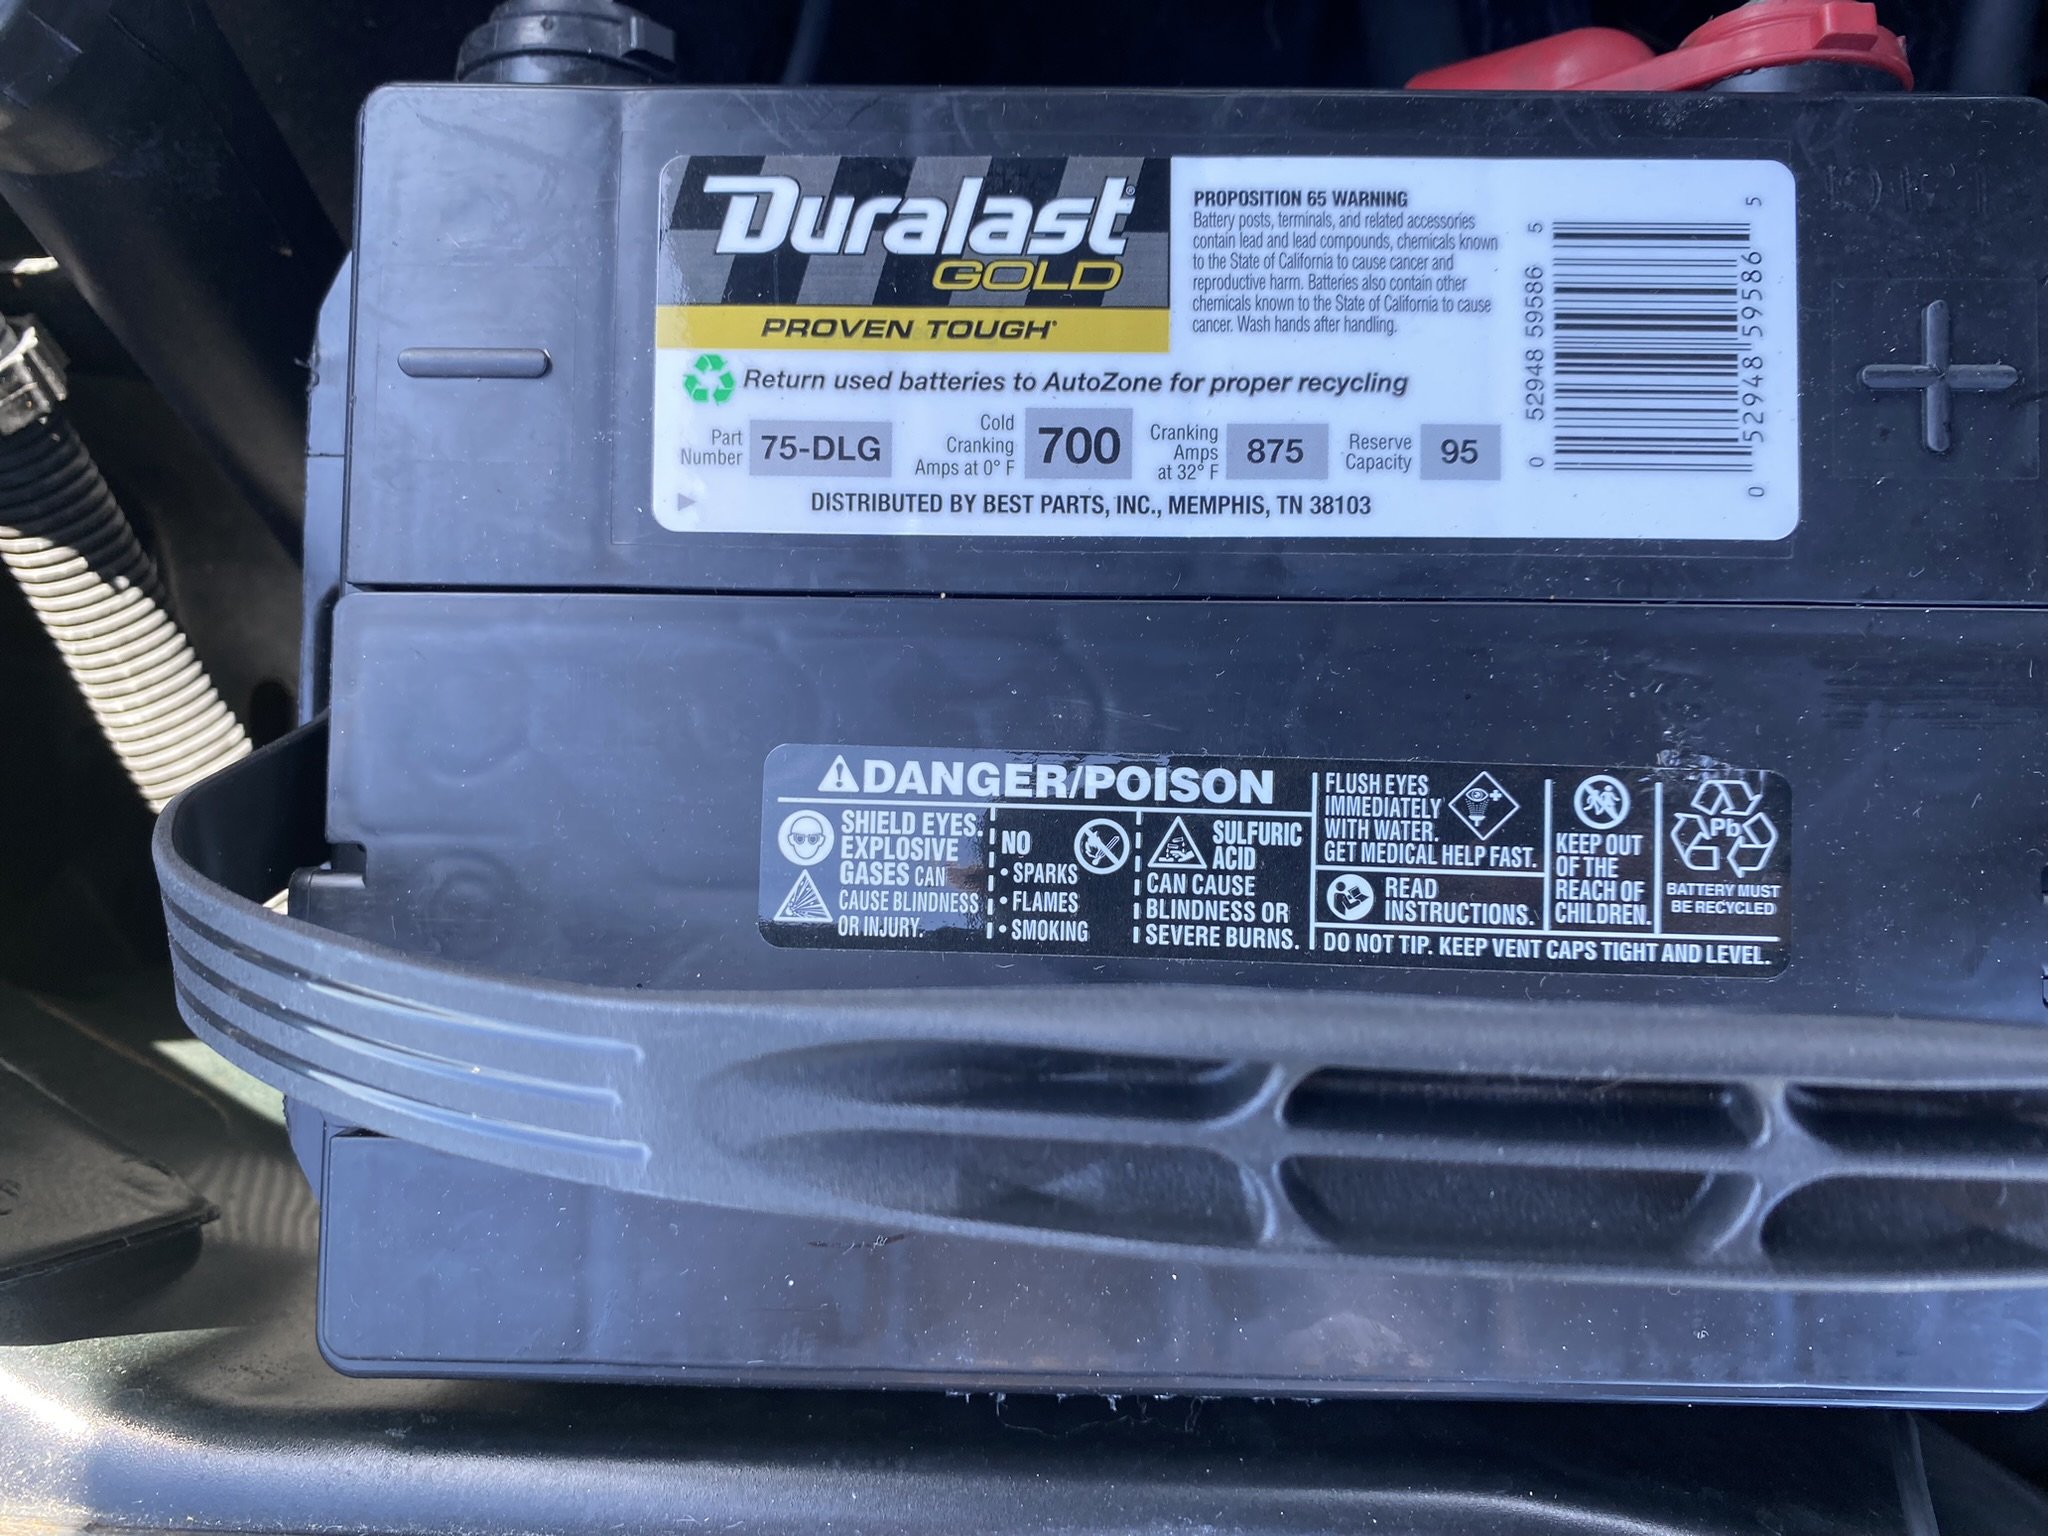 Duralast®
GOLD
PROVEN TOUGH®
PROPOSITION 65 WARNING
Battery posts, terminals, and related accessories
contain lead and lead compounds, chemicals known
to the State of California to cause cancer and
reproductive harm. Batteries also contain other
chemicals known to the State of California to cause
cancer. Wash hands after handling.
0 52948 59586 5
0 52948 59586 5
Return used batteries to AutoZone for proper recycling
Part
Number
75-DLG
Cold
Cranking
Amps at 0° F
700
Cranking
Amps
at 32° F
875
Reserve
Capacity
95
DISTRIBUTED BY BEST PARTS, INC., MEMPHIS, TN 38103
DANGER/POISON
SHIELD EYES.
EXPLOSIVE
GASES CAN
CAUSE BLINDNESS
OR INJURY.
NO
• SPARKS
• FLAMES
• SMOKING
SULFURIC
ACID
CAN CAUSE
BLINDNESS OR
SEVERE BURNS.
FLUSH EYES
IMMEDIATELY
WITH WATER.
GET MEDICAL HELP FAST.
READ
INSTRUCTIONS.
KEEP OUT
OF THE
REACH OF
CHILDREN.
Pb
BATTERY MUST
BE RECYCLED
DO NOT TIP. KEEP VENT CAPS TIGHT AND LEVEL.